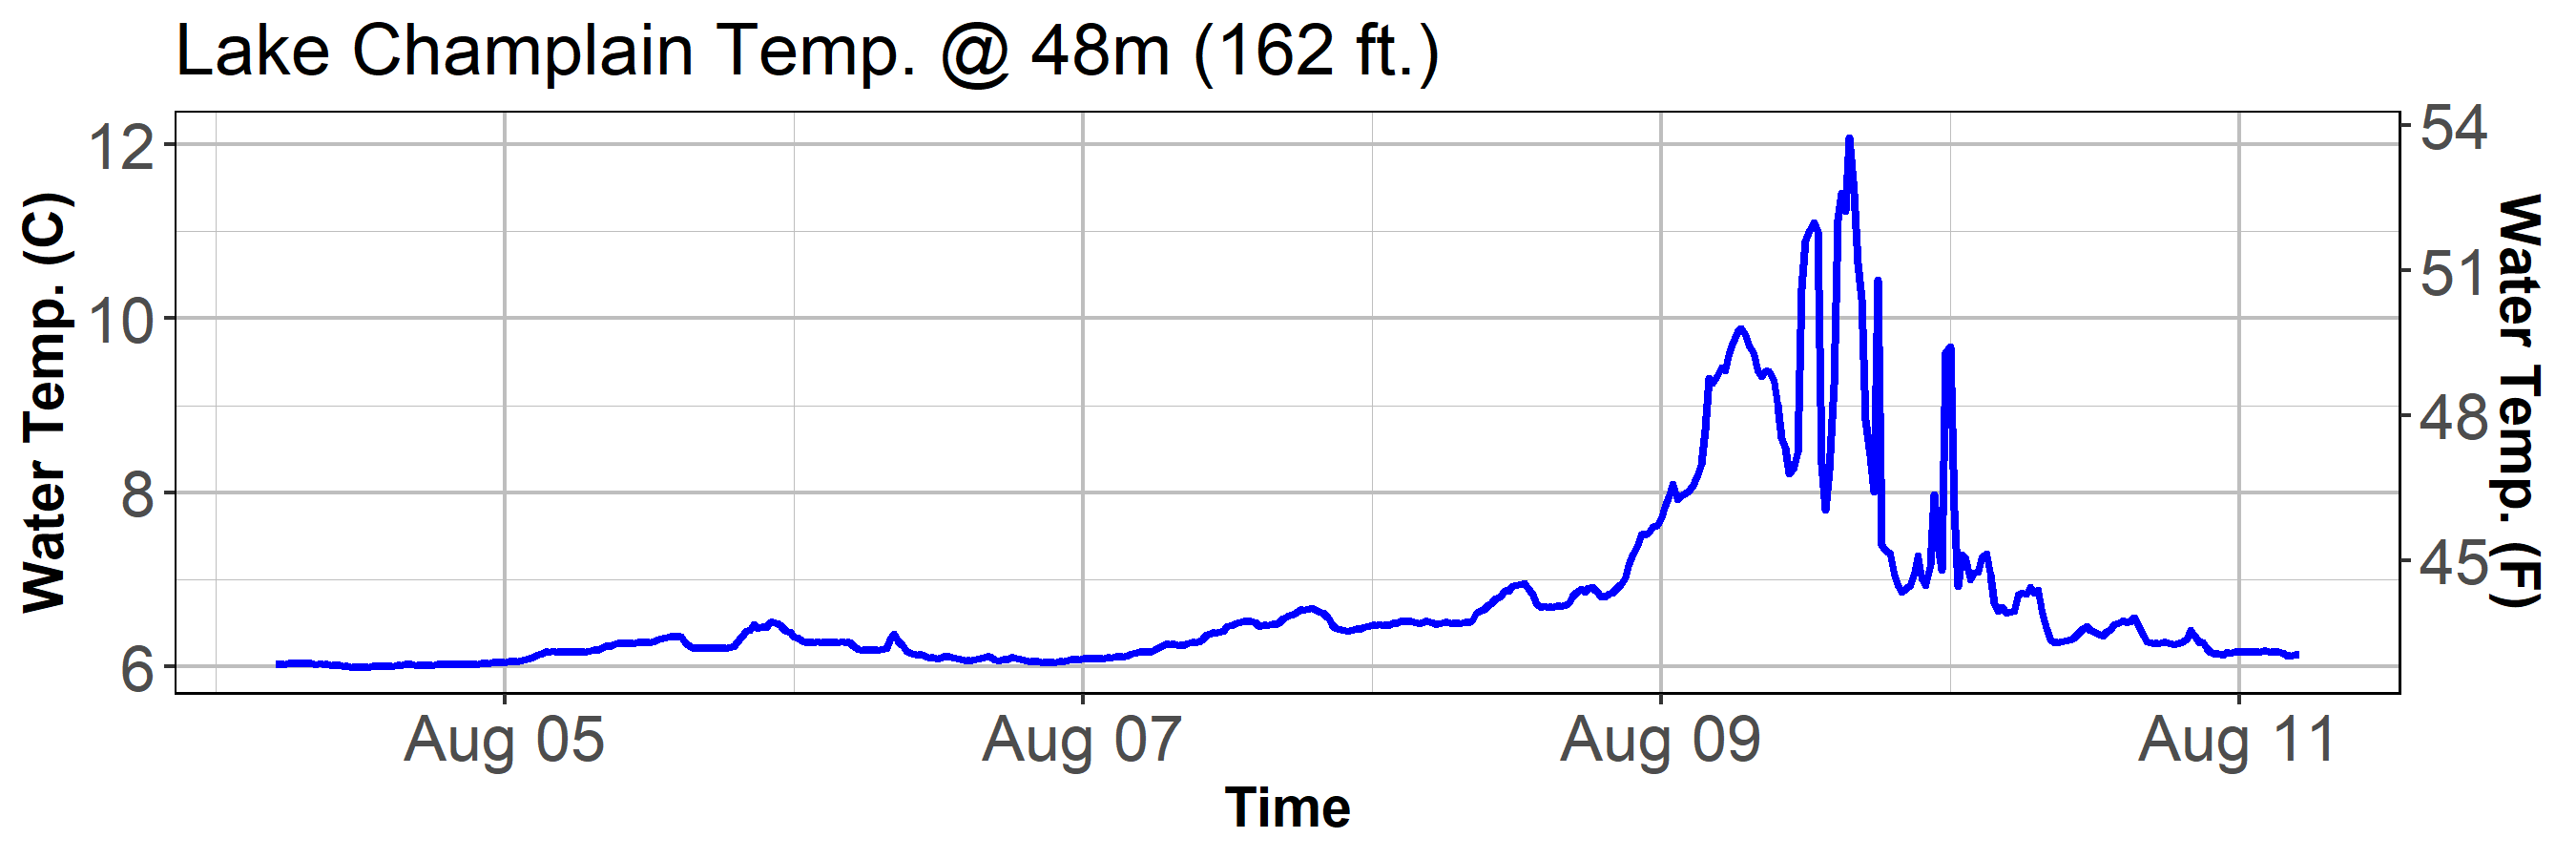 Lake Champlain Temp. @ 48m (162 ft.)
12
10
8
6
Water Temp. (C)
54
51
48
45
Water Temp. (F)
Aug 05 Aug 07 Aug 09 Aug 11
Time